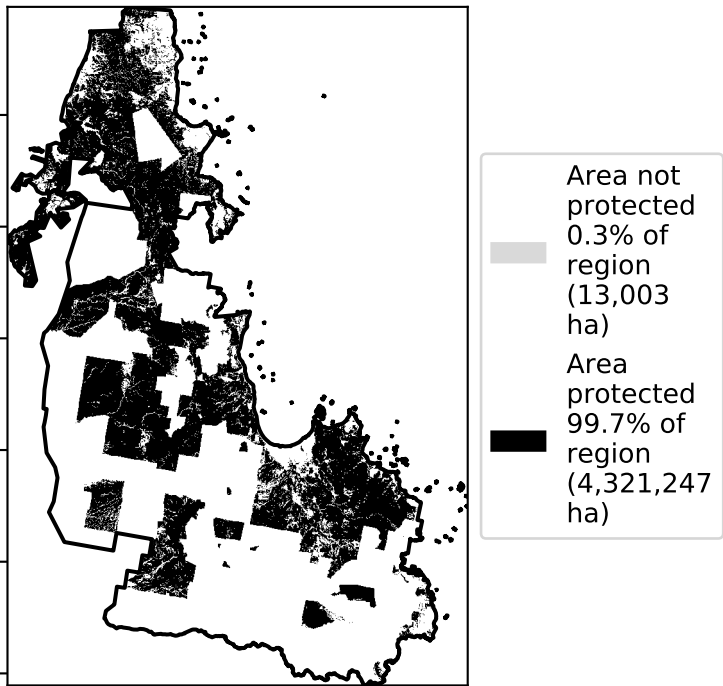 Area not
protected
0.3% of
region
(13,003
ha)
Area
protected
99.7% of
region
(4,321,247
ha)